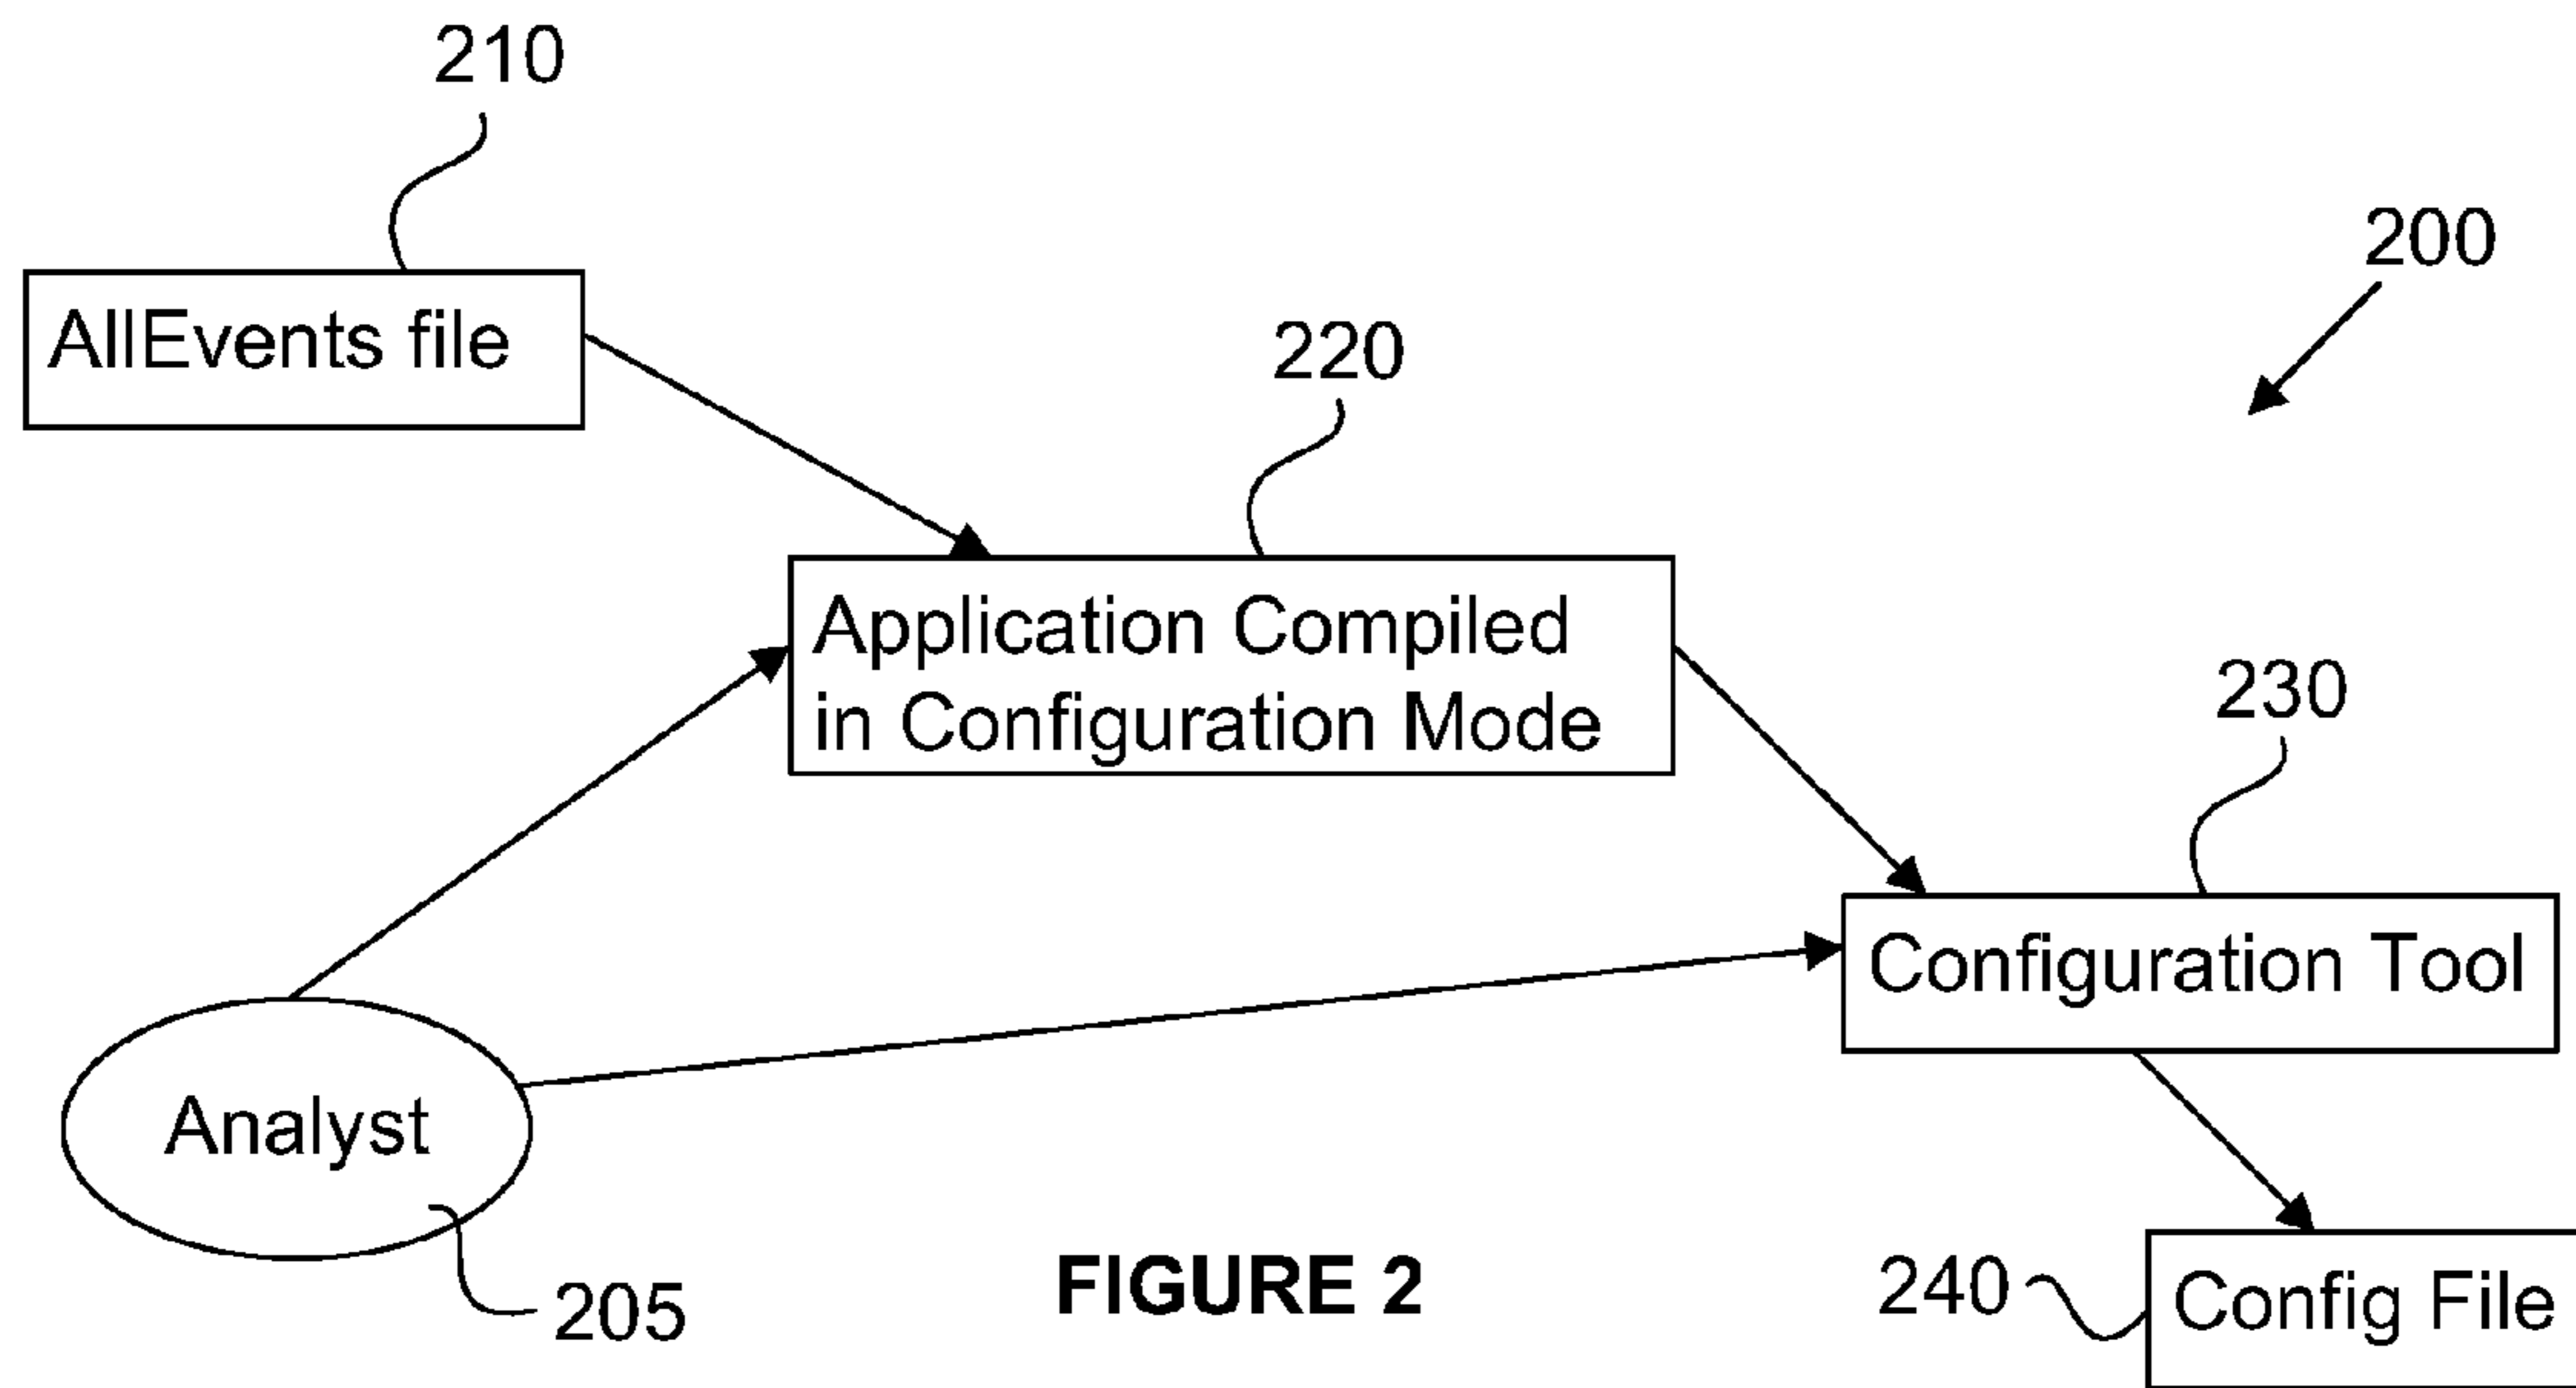 210
AllEvents file
200
220
Application Compiled
in Configuration Mode
230
Configuration Tool
Analyst
205
FIGURE 2
240
Config File